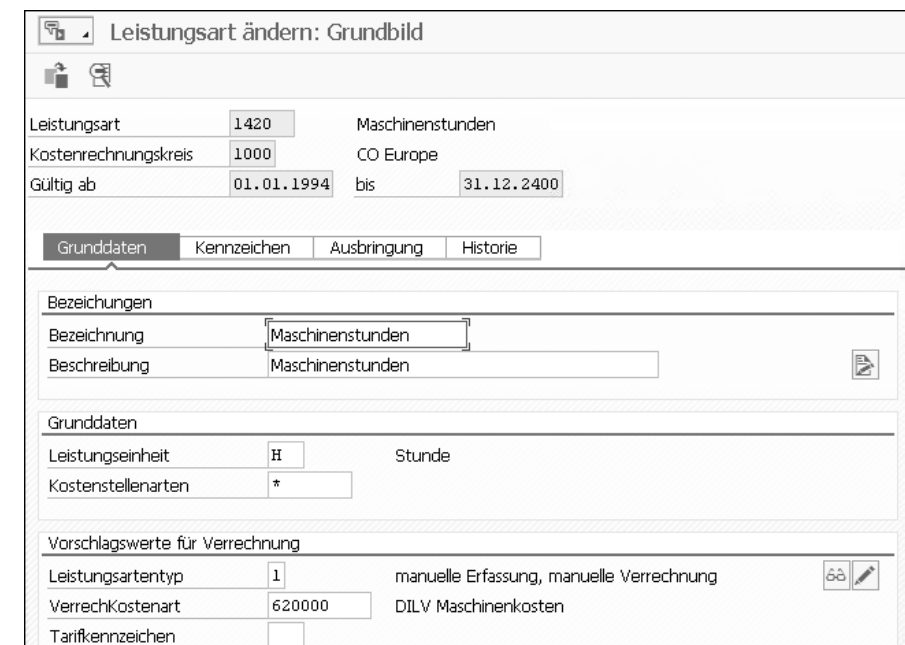 Leistungsart ändern: Grundbild
Leistungsart 1420 Maschinenstunden
Kostenrechnungskreis 1000 CO Europe
Gültig ab 01.01.1994 bis 31.12.2400
Grunddaten Kennzeichen Ausbringung Historie
Bezeichungen
Bezeichnung Maschinenstunden
Beschreibung Maschinenstunden
Grunddaten
Leistungseinheit H Stunde
Kostenstellenarten *
Vorschlagswerte für Verrechnung
Leistungsartentyp 1 manuelle Erfassung, manuelle Verrechnung
VerrechKostenart 620000 DILV Maschinenkosten
Tarifkennzeichen